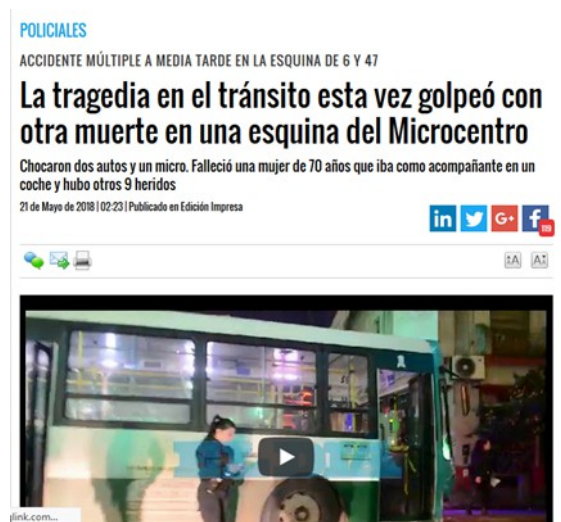 POLICIALES
ACCIDENTE MÚLTIPLE A MEDIA TARDE EN LA ESQUINA DE 6 Y 47
La tragedia en el tránsito esta vez golpeó con
otra muerte en una esquina del Microcentro
Chocaron dos autos y un micro. Falleció una mujer de 70 años que iba como acompañante en un
coche y hubo otros 9 heridos
21 de Mayo de 2018 | 02:23 | Publicado en Edición Impresa
in G+ f
119
A A
glink.com...